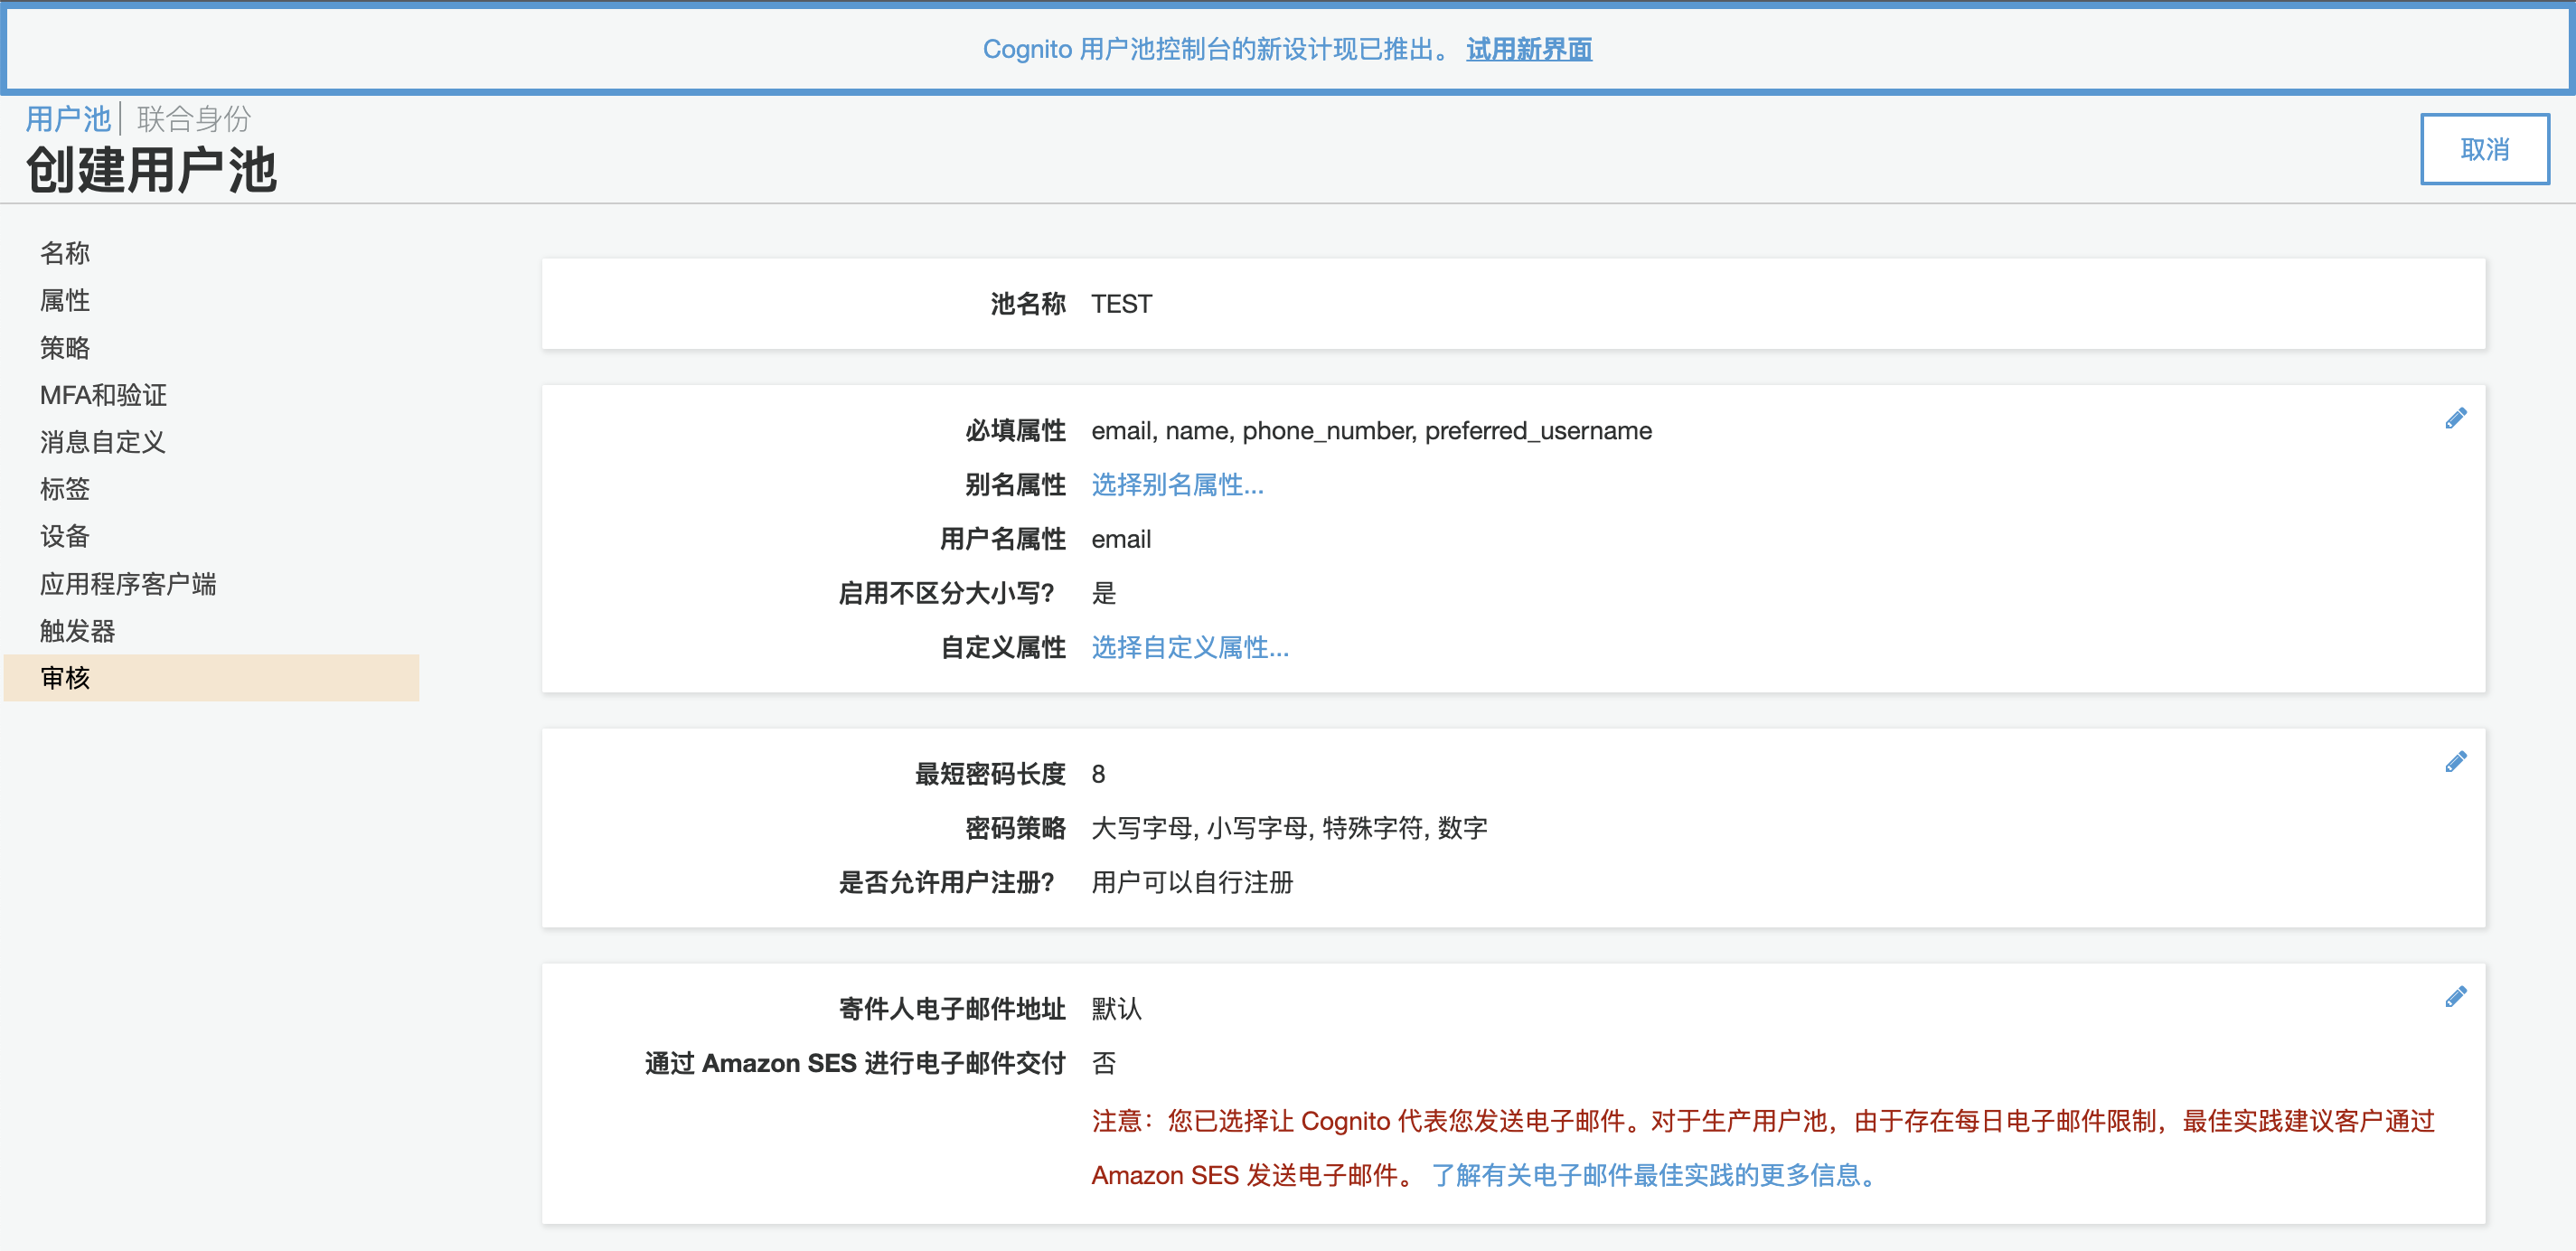 Cognito 用户池控制台的新设计现已推出。 试用新界面
用户池 | 联合身份
创建用户池
取消
名称
属性
策略
MFA和验证
消息自定义
标签
设备
应用程序客户端
触发器
审核
池名称 TEST
必填属性 email, name, phone_number, preferred_username
别名属性 选择别名属性...
用户名属性 email
启用不区分大小写? 是
自定义属性 选择自定义属性...
最短密码长度 8
密码策略 大写字母, 小写字母, 特殊字符, 数字
是否允许用户注册? 用户可以自行注册
寄件人电子邮件地址 默认
通过 Amazon SES 进行电子邮件交付 否
注意：您已选择让 Cognito 代表您发送电子邮件。对于生产用户池，由于存在每日电子邮件限制，最佳实践建议客户通过
Amazon SES 发送电子邮件。 了解有关电子邮件最佳实践的更多信息。